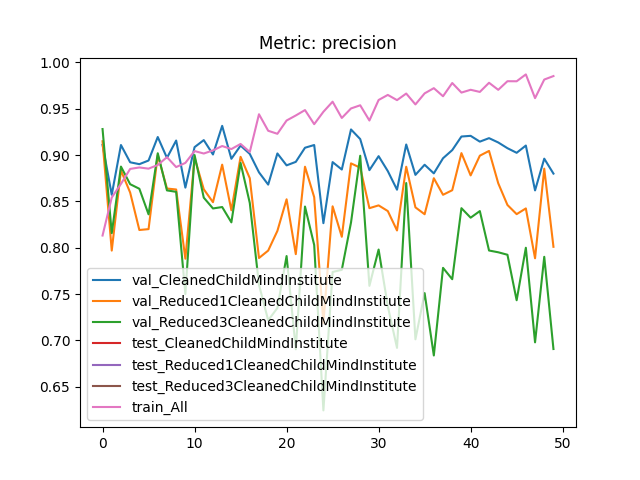 Metric: precision
1.00
0.95
0.90
0.85
0.80
0.75
0.70
0.65
val_CleanedChildMindInstitute
val_Reduced1CleanedChildMindInstitute
val_Reduced3CleanedChildMindInstitute
test_CleanedChildMindInstitute
test_Reduced1CleanedChildMindInstitute
test_Reduced3CleanedChildMindInstitute
train_All
0 10 20 30 40 50